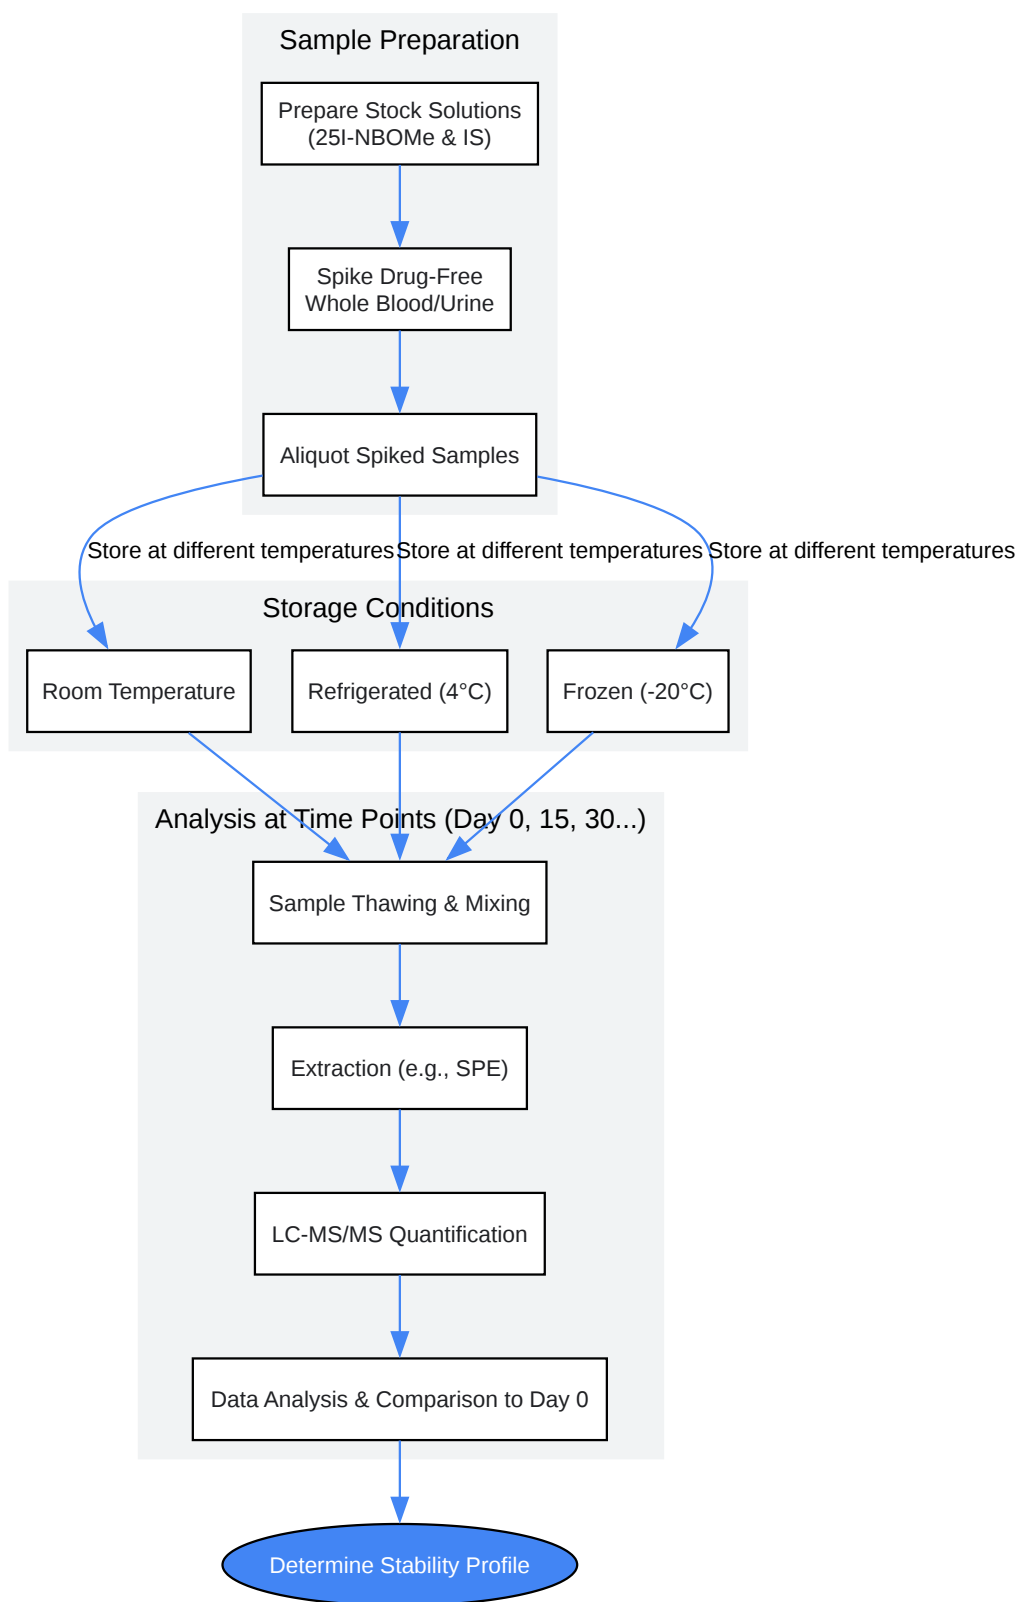 Sample Preparation
Prepare Stock Solutions
(25I-NBOMe & IS)
Spike Drug-Free
Whole Blood/Urine
Aliquot Spiked Samples
Store at different temperatures
Store at different temperatures
Store at different temperatures
Storage Conditions
Room Temperature
Refrigerated (4°C)
Frozen (-20°C)
Analysis at Time Points (Day 0, 15, 30...)
Sample Thawing & Mixing
Extraction (e.g., SPE)
LC-MS/MS Quantification
Data Analysis & Comparison to Day 0
Determine Stability Profile